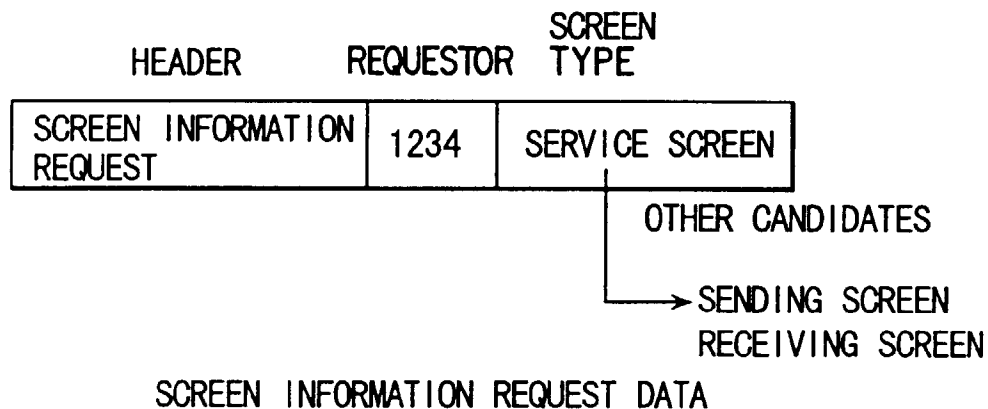 HEADER
REQUESTOR
SCREEN
TYPE
SCREEN INFORMATION
REQUEST
1234
SERVICE SCREEN
OTHER CANDIDATES
SENDING SCREEN
RECEIVING SCREEN
SCREEN INFORMATION REQUEST DATA